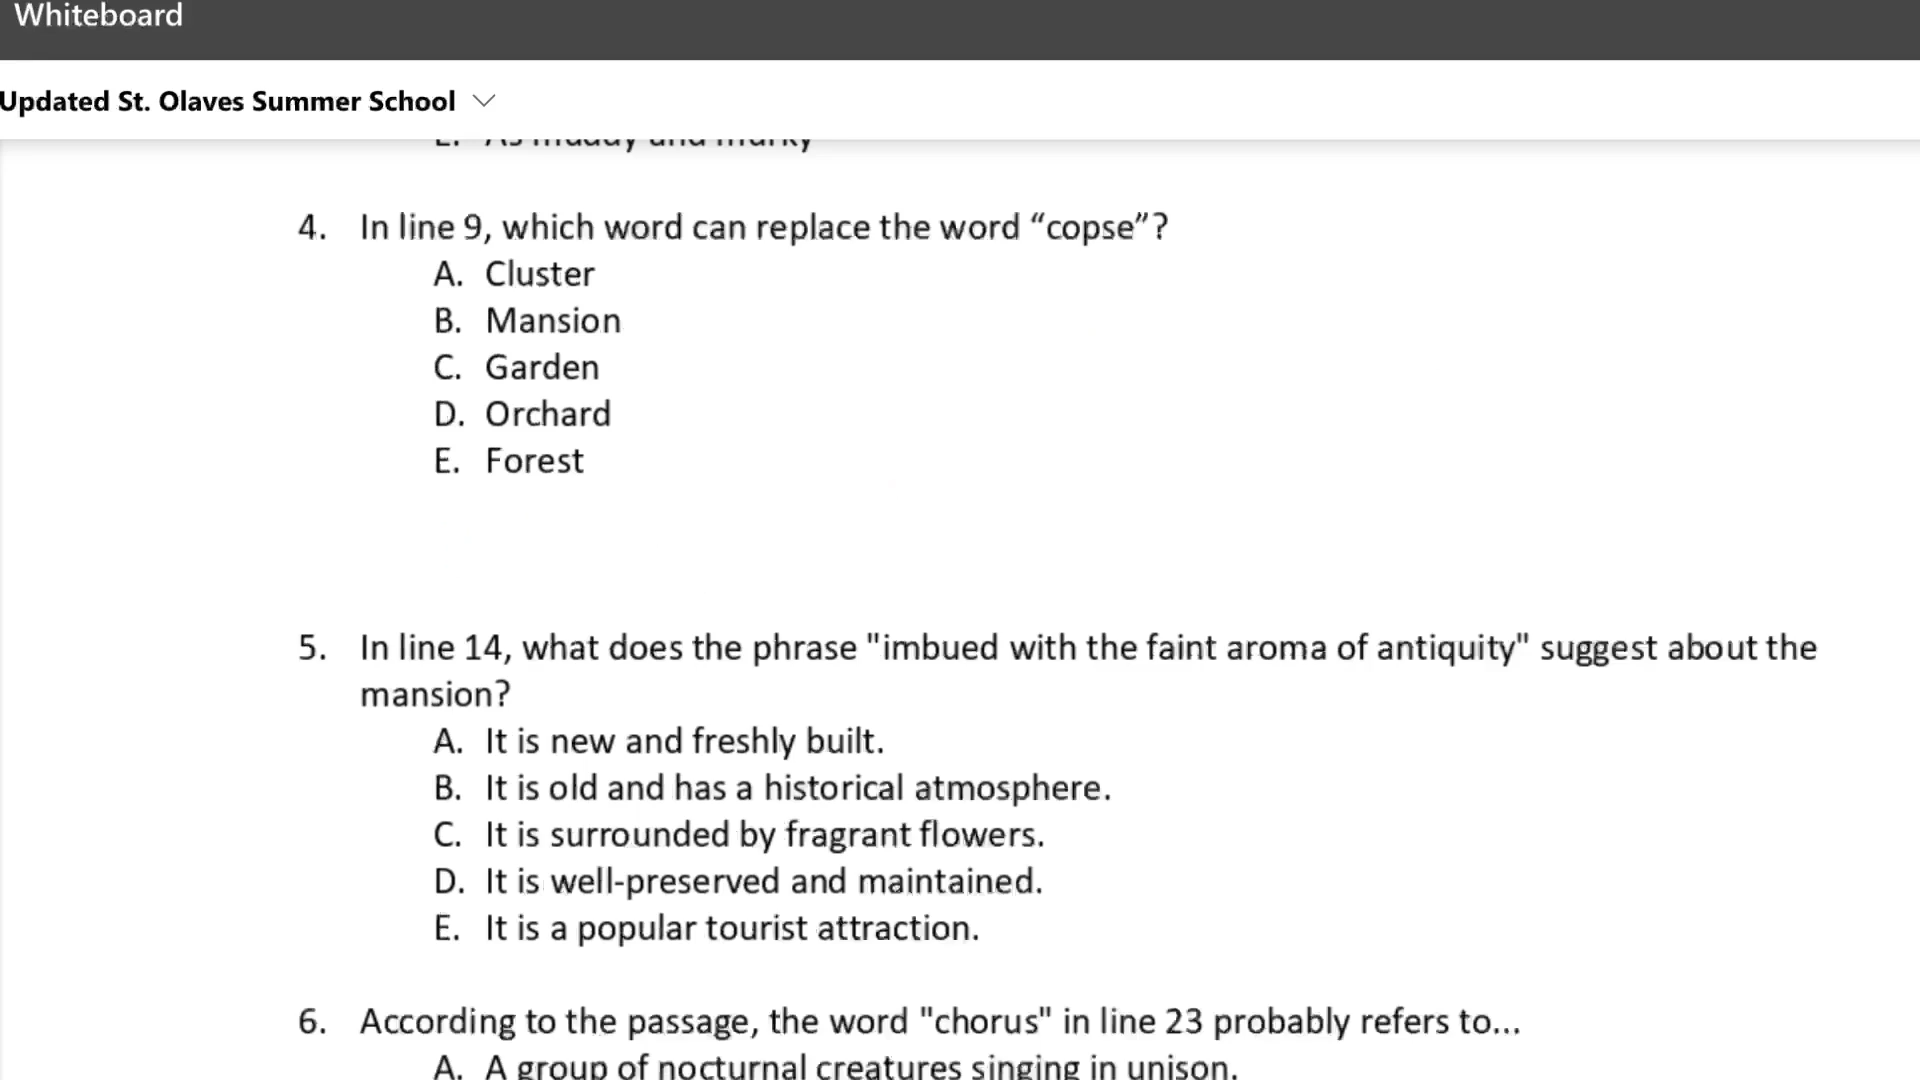 Whiteboard
Updated St. Olaves Summer School
E. As muddy and murky
4. In line 9, which word can replace the word “copse”?
A. Cluster
B. Mansion
C. Garden
D. Orchard
E. Forest
5. In line 14, what does the phrase "imbued with the faint aroma of antiquity" suggest about the
mansion?
A. It is new and freshly built.
B. It is old and has a historical atmosphere.
C. It is surrounded by fragrant flowers.
D. It is well-preserved and maintained.
E. It is a popular tourist attraction.
6. According to the passage, the word "chorus" in line 23 probably refers to...
A. A group of nocturnal creatures singing in unison.